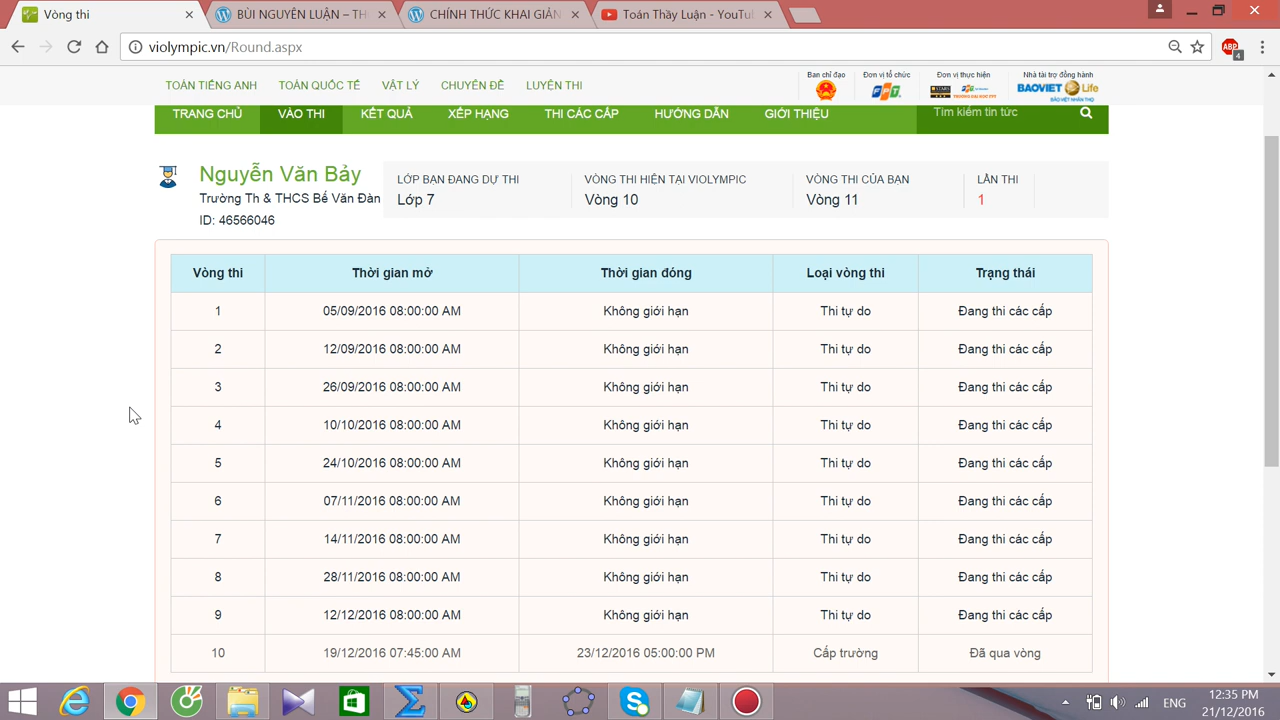 Vòng thi
BÙI NGUYÊN LUẬN – TH
CHÍNH THỨC KHAI GIẢN
Toán Thầy Luận - YouTu
violympic.vn/Round.aspx
ABP
4
TOÁN TIẾNG ANH TOÁN QUỐC TẾ VẬT LÝ CHUYÊN ĐỀ LUYỆN THI
Ban chỉ đạo Đơn vị tổ chức Đơn vị thực hiện Nhà tài trợ đồng hành
FPT BAOVIET Life
TRANG CHỦ VÀO THI KẾT QUẢ XẾP HẠNG THI CÁC CẤP HƯỚNG DẪN GIỚI THIỆU Tìm kiếm tin tức
Nguyễn Văn Bảy
Trường Th & THCS Bế Văn Đàn
ID: 46566046
LỚP BẠN ĐANG DỰ THI VÒNG THI HIỆN TẠI VIOLYMPIC VÒNG THI CỦA BẠN LẦN THI
Lớp 7 Vòng 10 Vòng 11 1
Vòng thi Thời gian mở Thời gian đóng Loại vòng thi Trạng thái
1 05/09/2016 08:00:00 AM Không giới hạn Thi tự do Đang thi các cấp
2 12/09/2016 08:00:00 AM Không giới hạn Thi tự do Đang thi các cấp
3 26/09/2016 08:00:00 AM Không giới hạn Thi tự do Đang thi các cấp
4 10/10/2016 08:00:00 AM Không giới hạn Thi tự do Đang thi các cấp
5 24/10/2016 08:00:00 AM Không giới hạn Thi tự do Đang thi các cấp
6 07/11/2016 08:00:00 AM Không giới hạn Thi tự do Đang thi các cấp
7 14/11/2016 08:00:00 AM Không giới hạn Thi tự do Đang thi các cấp
8 28/11/2016 08:00:00 AM Không giới hạn Thi tự do Đang thi các cấp
9 12/12/2016 08:00:00 AM Không giới hạn Thi tự do Đang thi các cấp
10 19/12/2016 07:45:00 AM 23/12/2016 05:00:00 PM Cấp trường Đã qua vòng
ENG
12:35 PM
21/12/2016